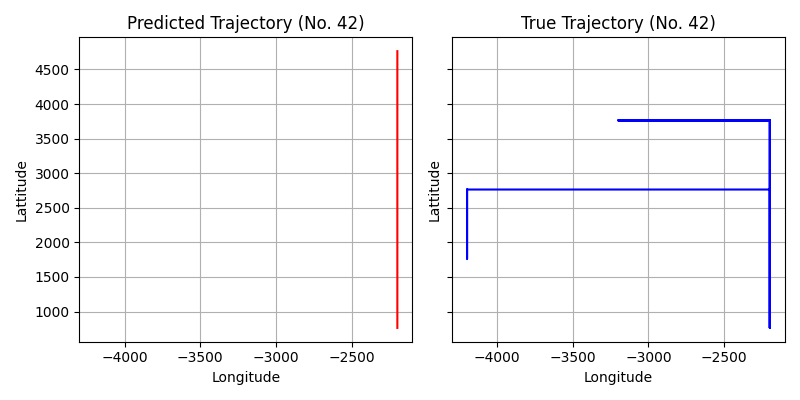 Predicted Trajectory (No. 42)
True Trajectory (No. 42)
Lattitude
4500
4000
3500
3000
2500
2000
1500
1000
−4000 −3500 −3000 −2500
Longitude
Lattitude
−4000 −3500 −3000 −2500
Longitude